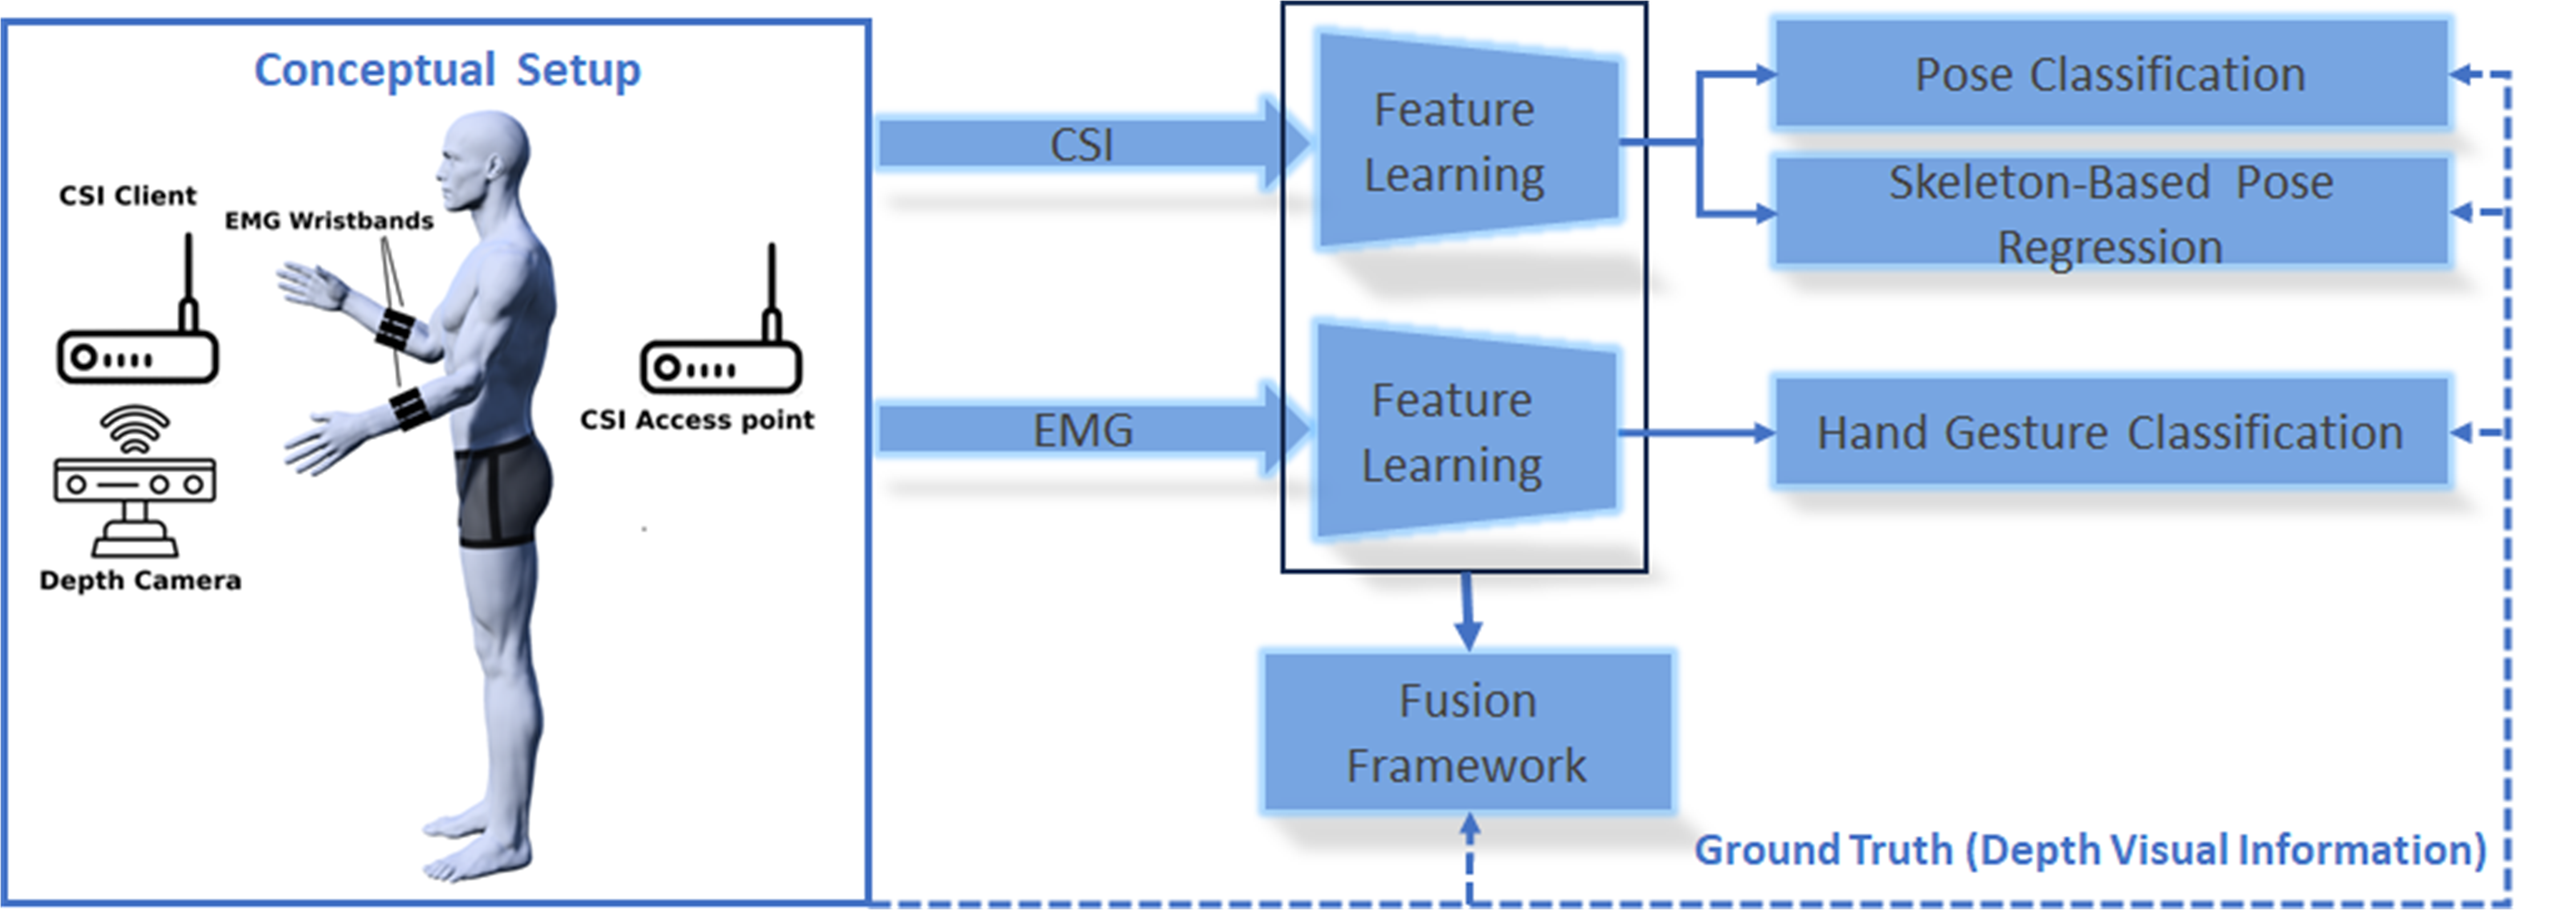 Conceptual Setup
CSI Client
EMG Wristbands
CSI Access point
Depth Camera
CSI
Feature
Learning
Pose Classification
Skeleton-Based Pose
Regression
EMG
Feature
Learning
Hand Gesture Classification
Fusion
Framework
Ground Truth (Depth Visual Information)